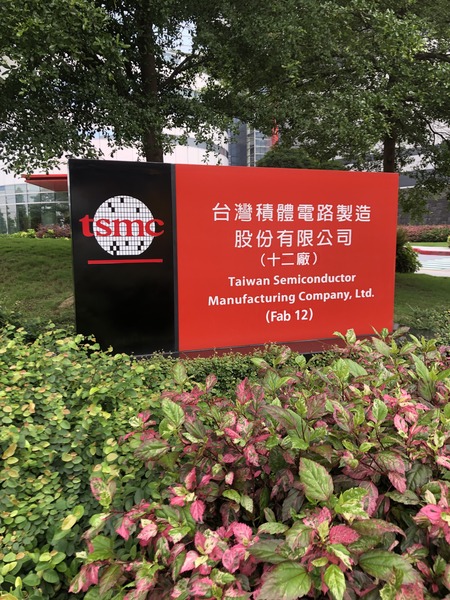 tsmc
台灣積體電路製造
股份有限公司
（十二廠）
Taiwan Semiconductor
Manufacturing Company, Ltd.
(Fab 12)